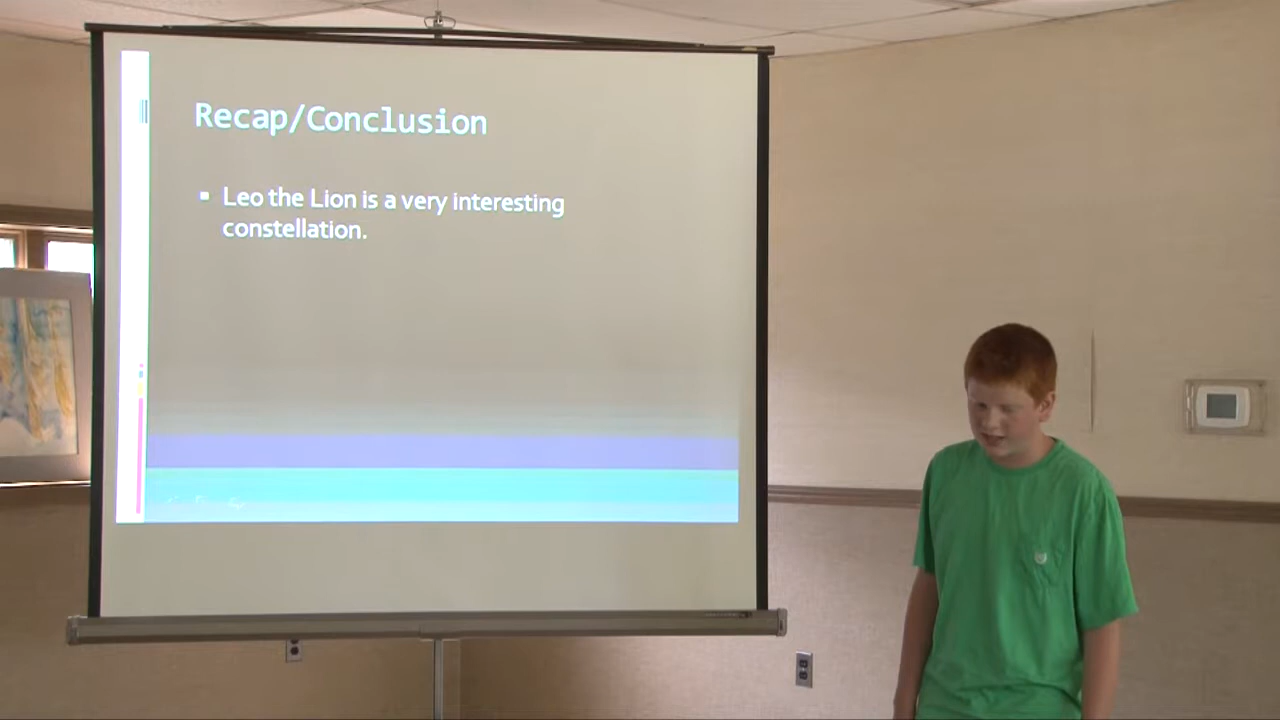 Recap/Conclusion
▪ Leo the Lion is a very interesting
constellation.